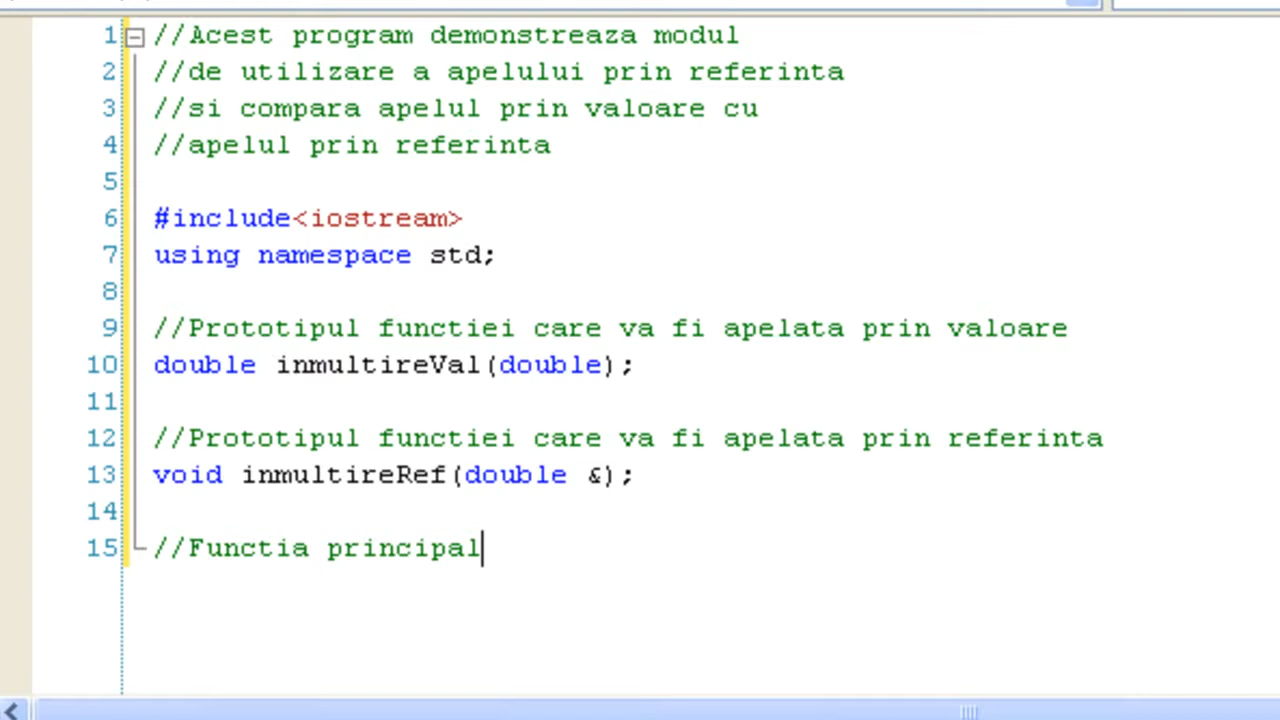 1 //Acest program demonstreaza modul
2 //de utilizare a apelului prin referinta
3 //si compara apelul prin valoare cu
4 //apelul prin referinta
5
6 #include<iostream>
7 using namespace std;
8
9 //Prototipul functiei care va fi apelata prin valoare
10 double inmultireVal(double);
11
12 //Prototipul functiei care va fi apelata prin referinta
13 void inmultireRef(double &);
14
15 //Functia principal